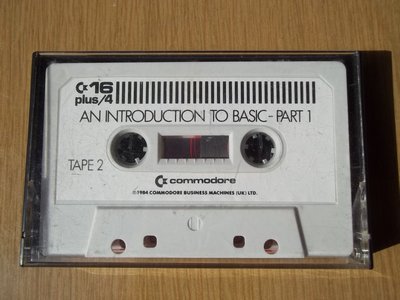 C16
plus/4
AN INTRODUCTION TO BASIC - PART 1
TAPE 2
commodore
©1984 COMMODORE BUSINESS MACHINES (UK) LTD.